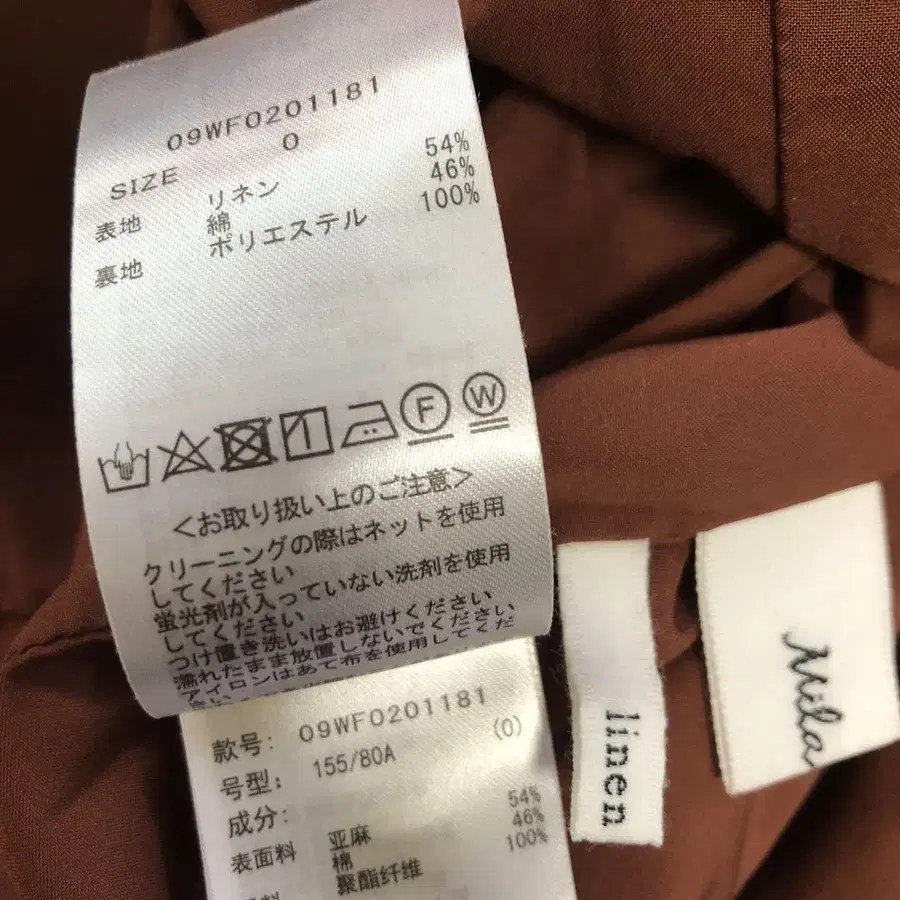 09WF0201181
SIZE 0
表地 リネン 54%
綿 46%
裏地 ポリエステル 100%
F W
<お取り扱い上のご注意>
クリーニングの際はネットを使用
してください
蛍光剤が入っていない洗剤を使用
してください
つけ置き洗いはお避けください
濡れたまま放置しないでください
アイロンはあて布を使用してくだ
款号: 09WF0201181
号型: 155/80A (0)
成分:
表面料 亚麻 54%
棉 46%
聚酯纤维 100%
linen
Mila